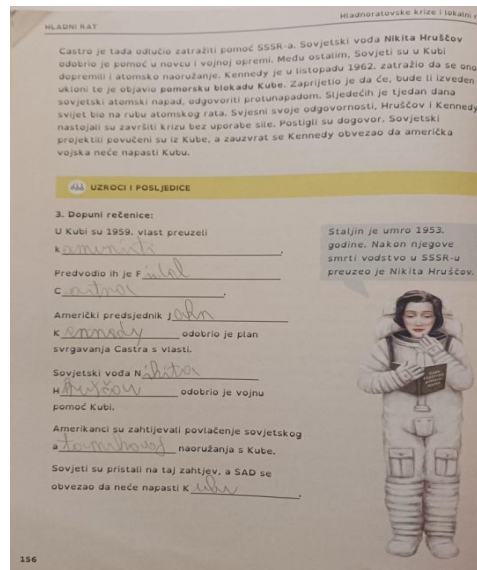 Hladnoratovske krize i lokalni r
HLADNI RAT
Castro je tada odlučio zatražiti pomoć SSSR-a. Sovjetski vođa Nikita Hruščov
odobrio je pomoć u novcu i vojnoj opremi. Među ostalim, Sovjeti su u Kubi
dopremili i atomsko naoružanje. Kennedy je u listopadu 1962. zatražio da se ono
ukloni te je objavio pomorsku blokadu Kube. Zaprijetio je da će, bude li izveden
sovjetski atomski napad, odgovoriti protunapadom. Sljedećih je tjedan dana
svijet bio na rubu atomskog rata. Svjesni svoje odgovornosti, Hruščov i Kennedy
nastojali su završiti krizu bez uporabe sile. Postigli su dogovor. Sovjetski
projektili povučeni su iz Kube, a zauzvrat se Kennedy obvezao da američka
vojska neće napasti Kubu.
UZROCI I POSLJEDICE
3. Dopuni rečenice:
U Kubi su 1959. vlast preuzeli
komunisti.
Predvodio ih je Fidel
Castro.
Američki predsjednik John
Kennedy odobrio je plan
svrgavanja Castra s vlasti.
Sovjetski vođa Nikita
Hruščov odobrio je vojnu
pomoć Kubi.
Amerikanci su zahtijevali povlačenje sovjetskog
a naoružanja s Kube.
Sovjeti su pristali na taj zahtjev, a SAD se
obvezao da neće napasti Kubu.
Staljin je umro 1953.
godine. Nakon njegove
smrti vodstvo u SSSR-u
preuzeo je Nikita Hruščov.
156